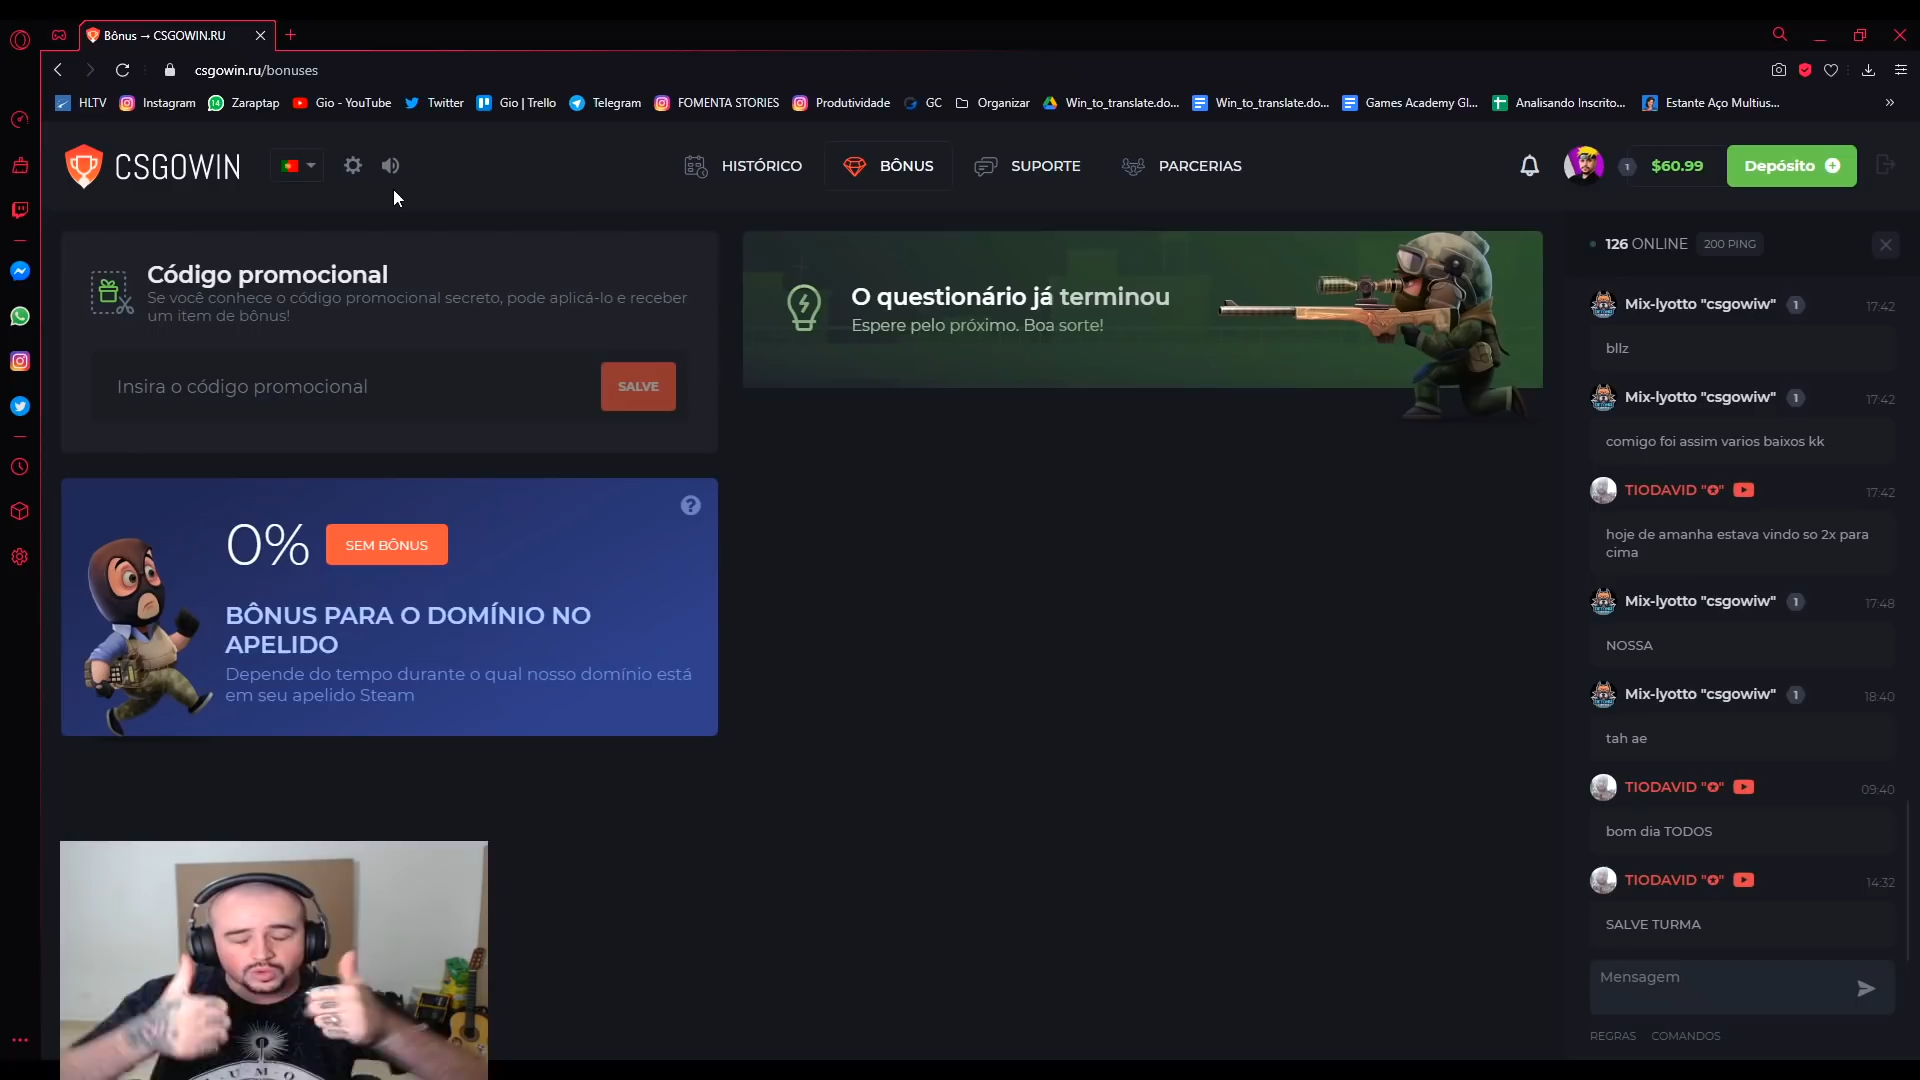 Bônus → CSGOWIN.RU
csgowin.ru/bonuses
HLTV
Instagram
Zaraptap
Gio - YouTube
Twitter
Gio | Trello
Telegram
FOMENTA STORIES
Produtividade
GC
Organizar
Win_to_translate.do...
Win_to_translate.do...
Games Academy Gl...
Analisando Inscrito...
Estante Aço Multius...
CSGOWIN
HISTÓRICO
BÔNUS
SUPORTE
PARCERIAS
1
$60.99
Depósito
Código promocional
Se você conhece o código promocional secreto, pode aplicá-lo e receber
um item de bônus!
Insira o código promocional
SALVE
O questionário já terminou
Espere pelo próximo. Boa sorte!
0%
SEM BÔNUS
BÔNUS PARA O DOMÍNIO NO
APELIDO
Depende do tempo durante o qual nosso domínio está
em seu apelido Steam
126 ONLINE
200 PING
Mix-lyotto "csgowiw" 1 17:42
bllz
Mix-lyotto "csgowiw" 1 17:42
comigo foi assim varios baixos kk
TIODAVID "✪" 17:42
hoje de amanha estava vindo so 2x para
cima
Mix-lyotto "csgowiw" 1 17:48
NOSSA
Mix-lyotto "csgowiw" 1 18:40
tah ae
TIODAVID "✪" 09:40
bom dia TODOS
TIODAVID "✪" 14:32
SALVE TURMA
Mensagem
REGRAS
COMANDOS